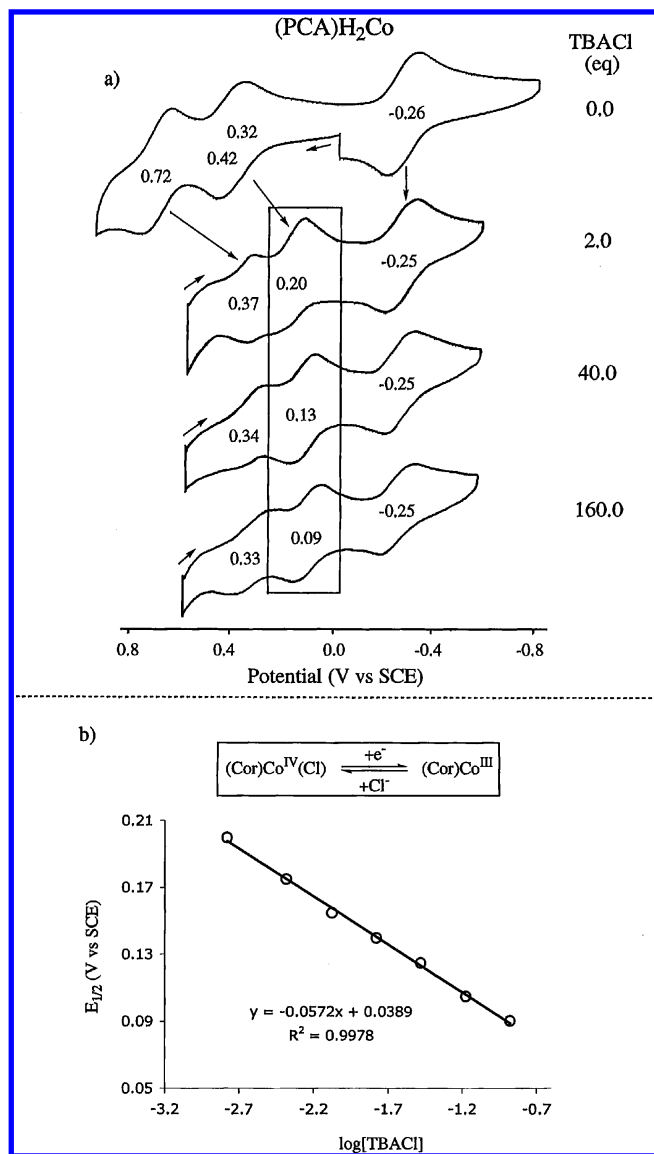 (PCA)H₂Co
TBACl
(eq)
a)
0.0
0.32
-0.26
0.42
0.72
2.0
0.37
0.20
-0.25
40.0
0.34
0.13
-0.25
160.0
0.33
0.09
-0.25
0.8 0.4 0.0 -0.4 -0.8
Potential (V vs SCE)
b)
+e⁻
(Cor)Coᴵⱽ(Cl) ⇌ (Cor)Coᴵᴵᴵ
+Cl⁻
0.21
0.17
0.13
0.09
0.05
E₁/₂ (V vs SCE)
y = -0.0572x + 0.0389
R² = 0.9978
-3.2 -2.7 -2.2 -1.7 -1.2 -0.7
log[TBACl]